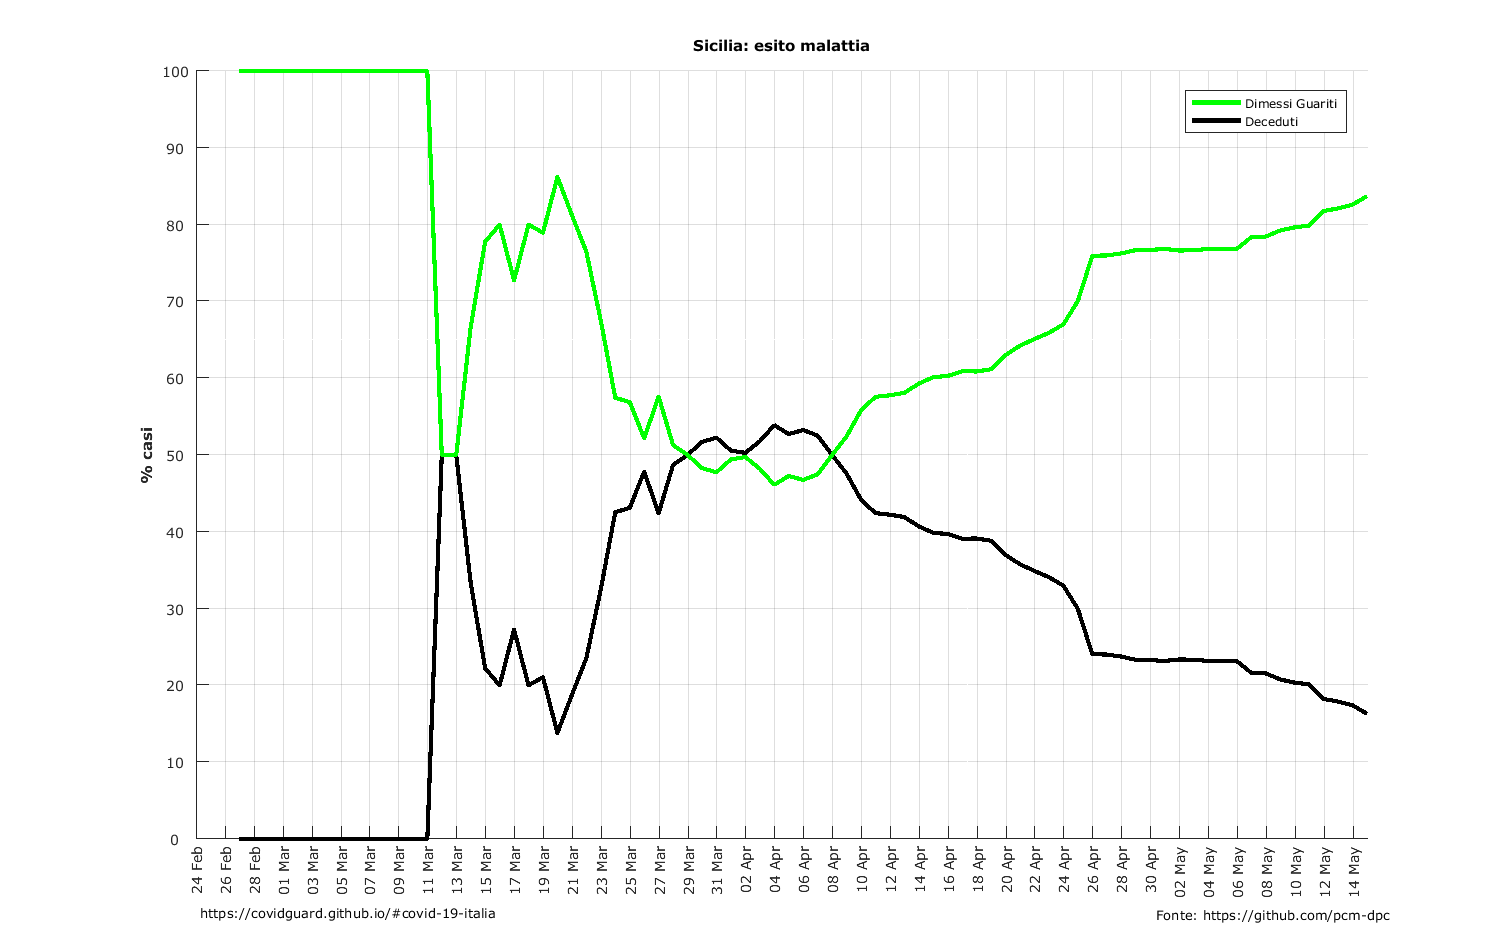 Sicilia: esito malattia
Dimessi Guariti
Deceduti
% casi
100
90
80
70
60
50
40
30
20
10
0
24 Feb
26 Feb
28 Feb
01 Mar
03 Mar
05 Mar
07 Mar
09 Mar
11 Mar
13 Mar
15 Mar
17 Mar
19 Mar
21 Mar
23 Mar
25 Mar
27 Mar
29 Mar
31 Mar
02 Apr
04 Apr
06 Apr
08 Apr
10 Apr
12 Apr
14 Apr
16 Apr
18 Apr
20 Apr
22 Apr
24 Apr
26 Apr
28 Apr
30 Apr
02 May
04 May
06 May
08 May
10 May
12 May
14 May
https://covidguard.github.io/#covid-19-italia
Fonte: https://github.com/pcm-dpc